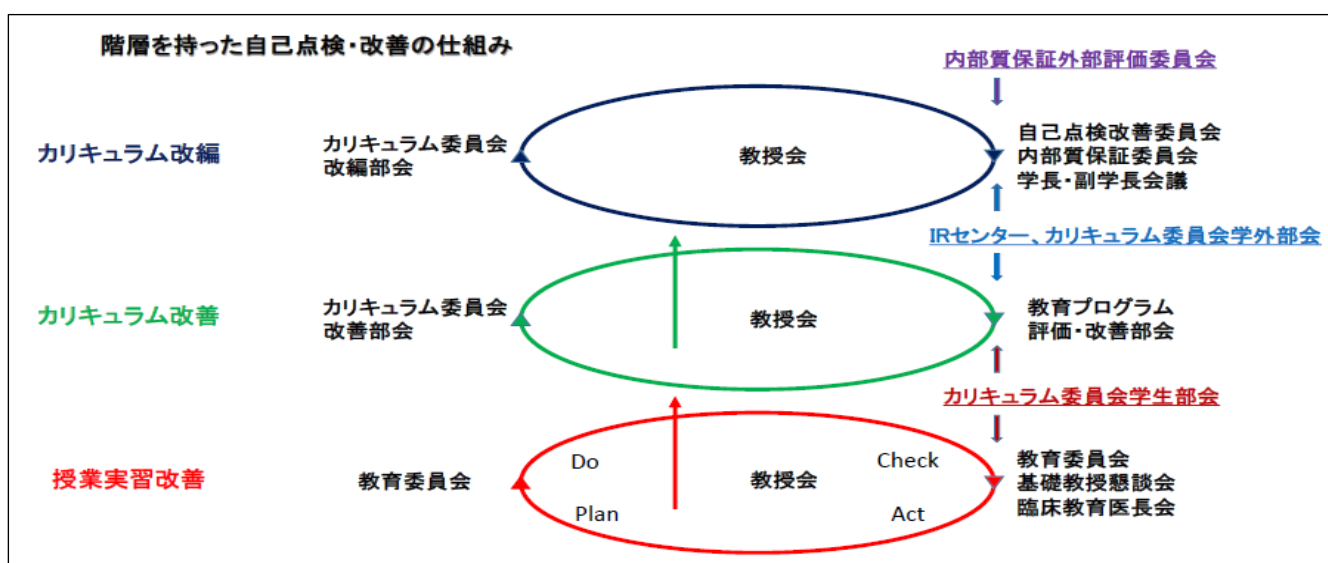 階層を持った自己点検・改善の仕組み
内部質保証外部評価委員会
カリキュラム改編
カリキュラム委員会
改編部会
教授会
自己点検改善委員会
内部質保証委員会
学長・副学長会議
IRセンター、カリキュラム委員会学外部会
カリキュラム改善
カリキュラム委員会
改善部会
教授会
教育プログラム
評価・改善部会
カリキュラム委員会学生部会
授業実習改善
教育委員会
Do
Plan
教授会
Check
Act
教育委員会
基礎教授懇談会
臨床教育医長会